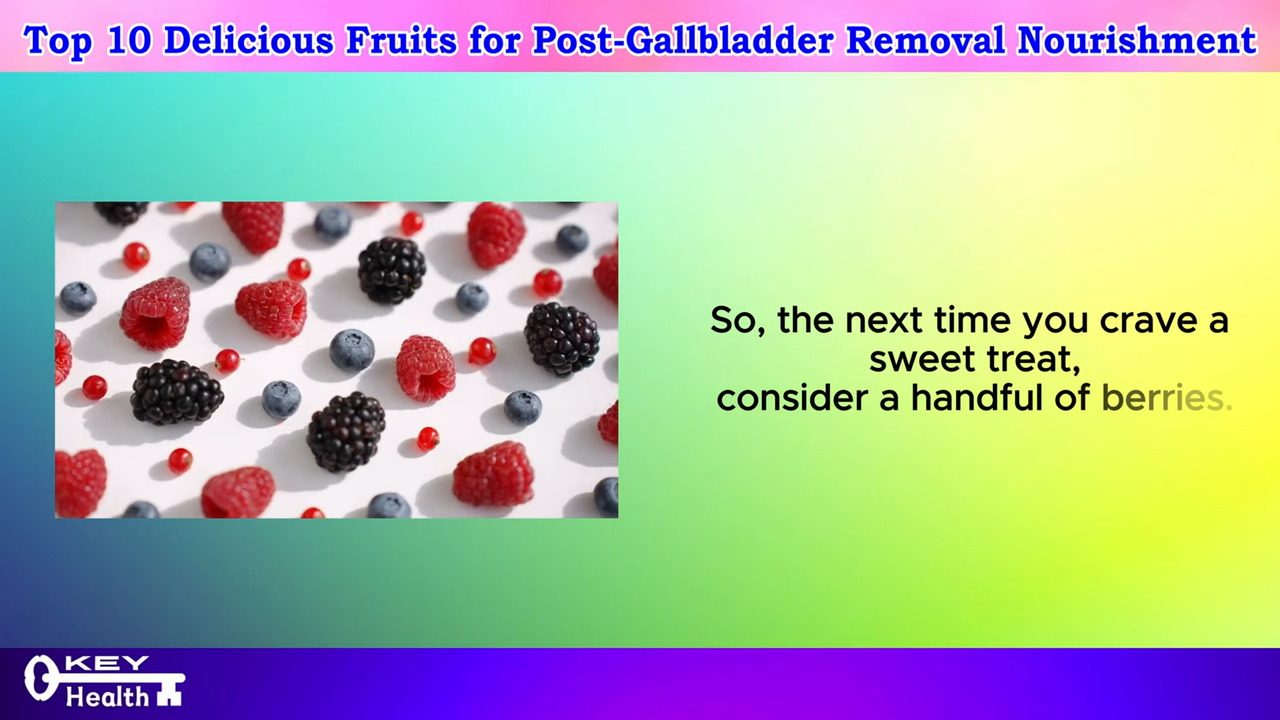 Top 10 Delicious Fruits for Post-Gallbladder Removal Nourishment
So, the next time you crave a
sweet treat,
consider a handful of berries.
KEY
Health